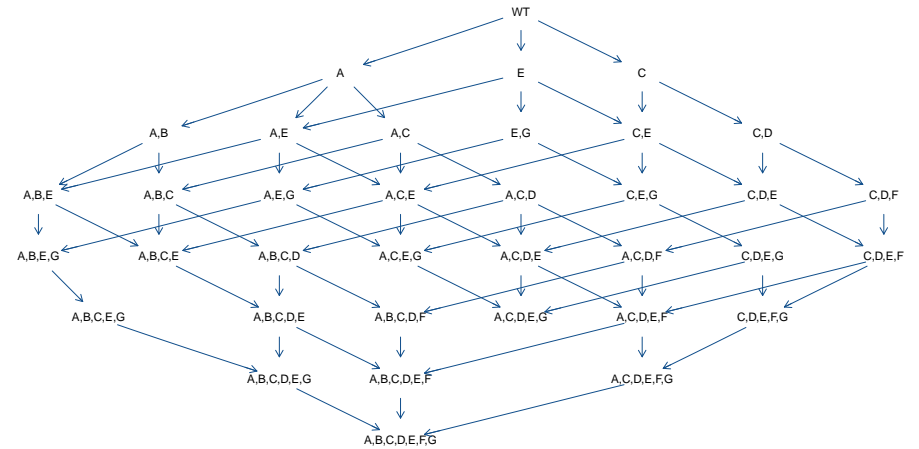 WT
A E C
A,B A,E A,C E,G C,E C,D
A,B,E A,B,C A,E,G A,C,E A,C,D C,E,G C,D,E C,D,F
A,B,E,G A,B,C,E A,B,C,D A,C,E,G A,C,D,E A,C,D,F C,D,E,G C,D,E,F
A,B,C,E,G A,B,C,D,E A,B,C,D,F A,C,D,E,G A,C,D,E,F C,D,E,F,G
A,B,C,D,E,G A,B,C,D,E,F A,C,D,E,F,G
A,B,C,D,E,F,G